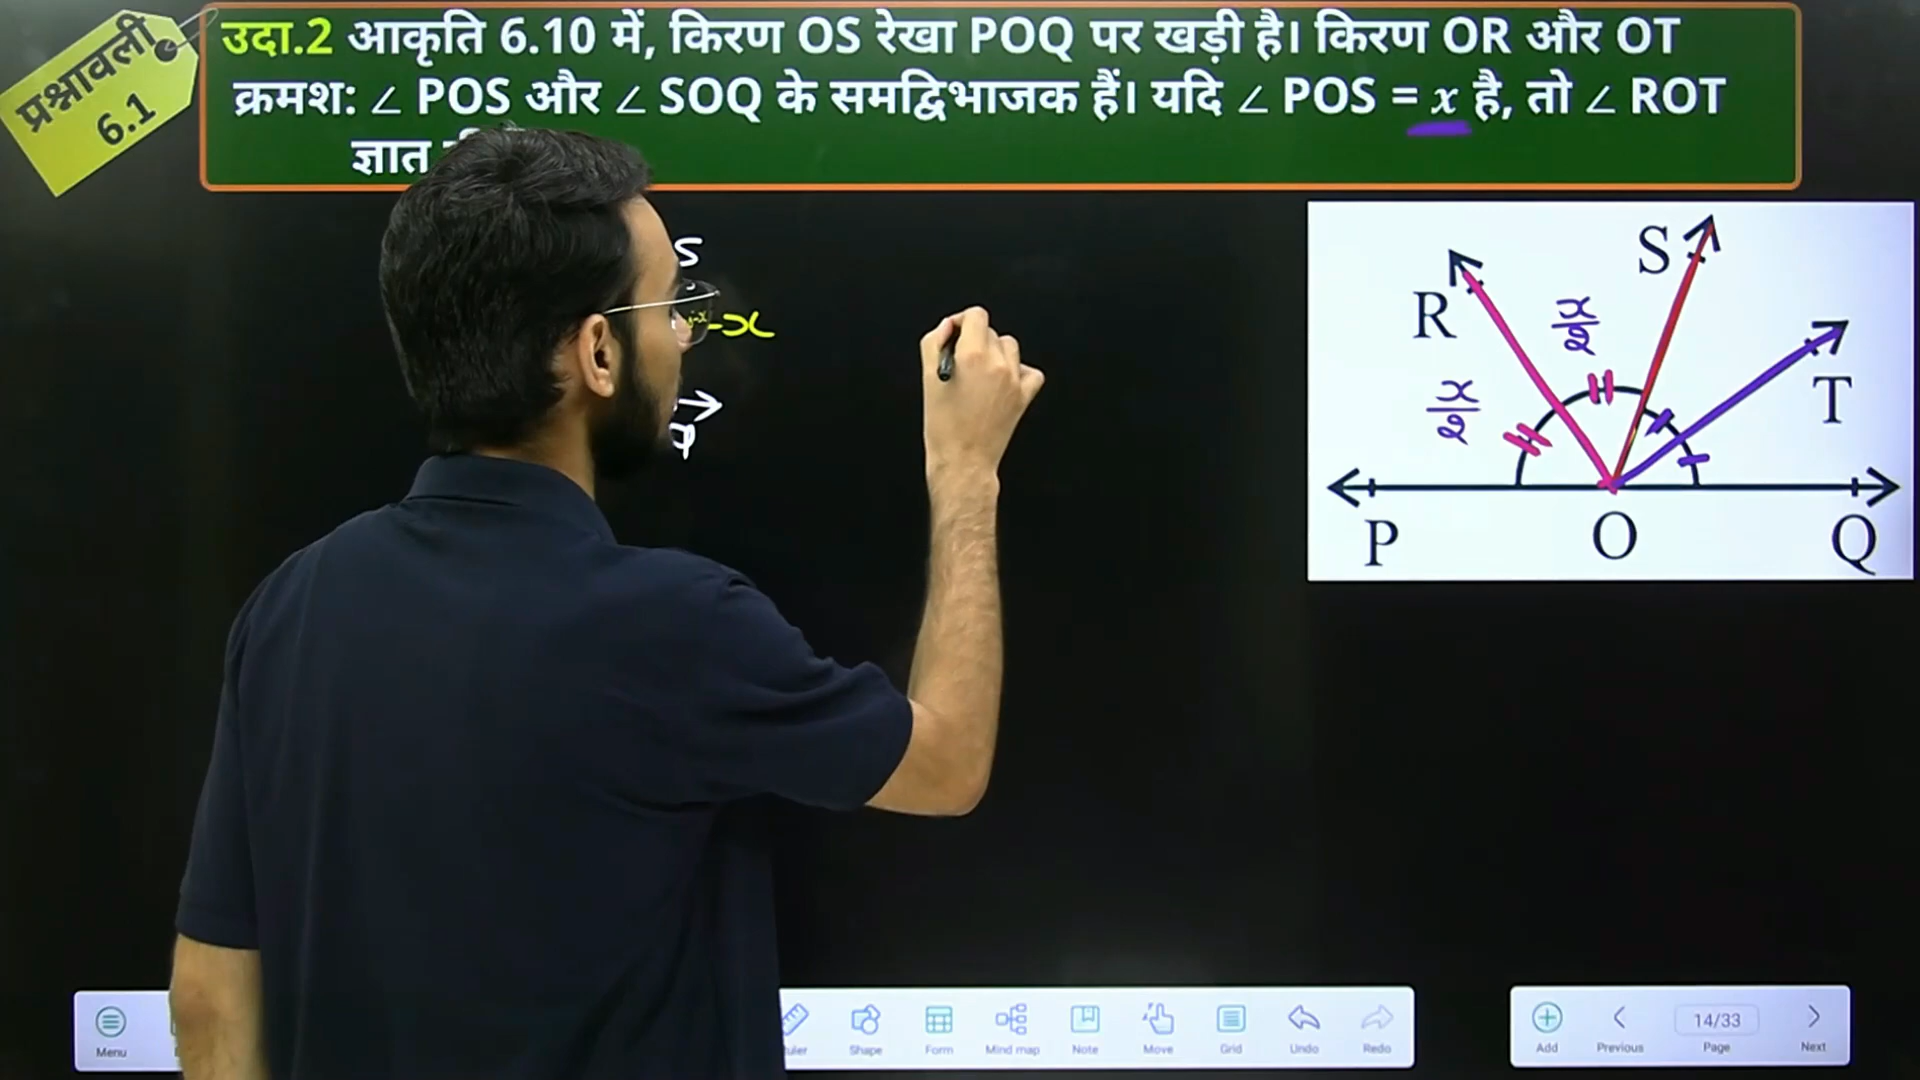 प्रश्नावली
6.1
उदा.2 आकृति 6.10 में, किरण OS रेखा POQ पर खड़ी है। किरण OR और OT
क्रमश: ∠ POS और ∠ SOQ के समद्विभाजक हैं। यदि ∠ POS = x है, तो ∠ ROT
ज्ञात
S
-x
R
x/2
S
x/2
T
P
O
Q
Menu
Shape
Form
Mind map
Note
Move
Grid
Undo
Redo
Add
Previous
14/33
Page
Next